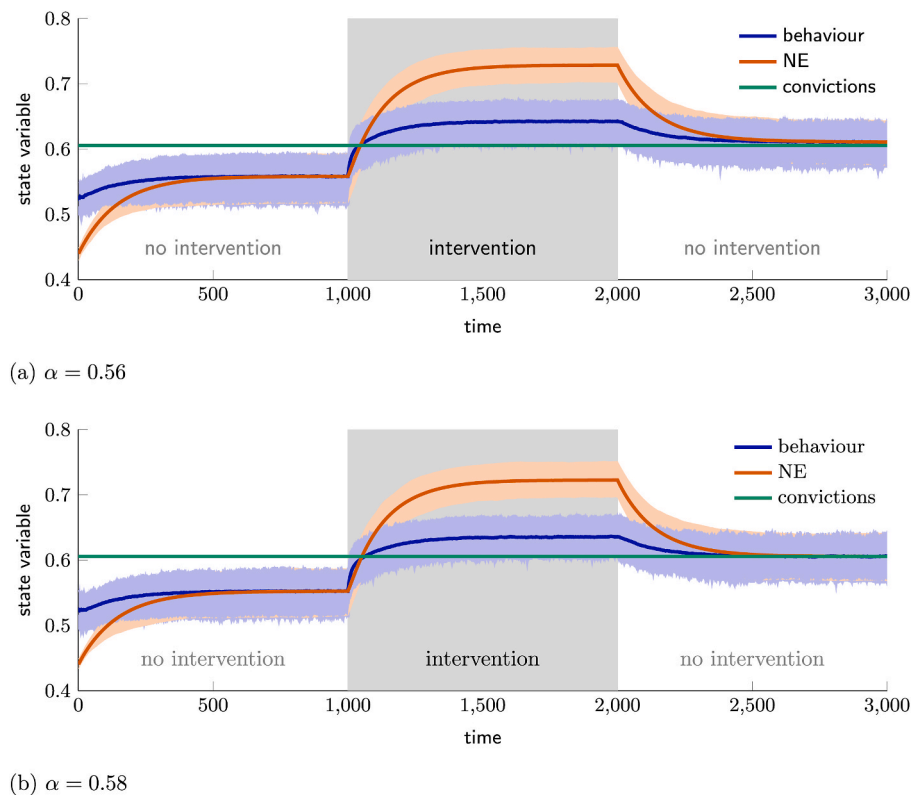 0.8
0.7
0.6
0.5
0.4
state variable
behaviour
NE
convictions
no intervention
intervention
no intervention
0
500
1,000
1,500
2,000
2,500
3,000
time
(a) α = 0.56
0.8
0.7
0.6
0.5
0.4
state variable
behaviour
NE
convictions
no intervention
intervention
no intervention
0
500
1,000
1,500
2,000
2,500
3,000
time
(b) α = 0.58